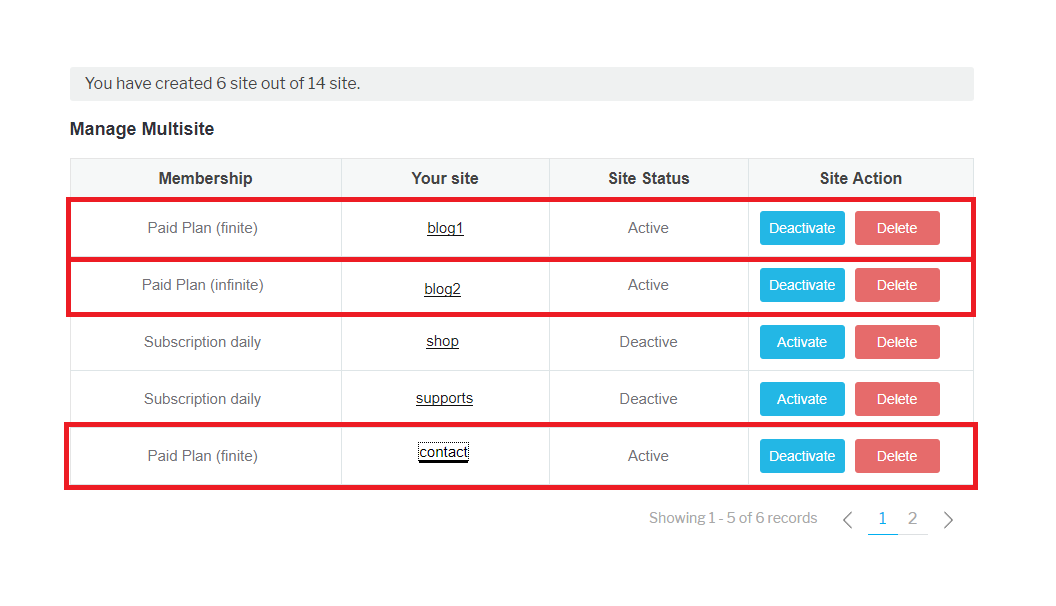 You have created 6 site out of 14 site.
Manage Multisite
Membership Your site Site Status Site Action
Paid Plan (finite) blog1 Active Deactivate Delete
Paid Plan (infinite) blog2 Active Deactivate Delete
Subscription daily shop Deactive Activate Delete
Subscription daily supports Deactive Activate Delete
Paid Plan (finite) contact Active Deactivate Delete
Showing 1 - 5 of 6 records 1 2